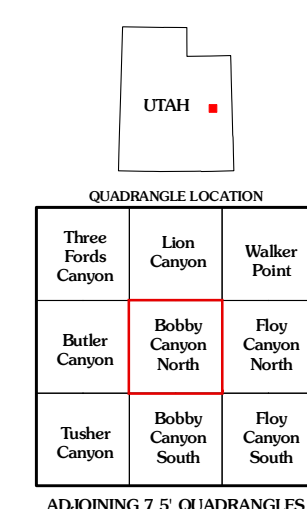 UTAH
QUADRANGLE LOCATION
Three
Fords
Canyon
Lion
Canyon
Walker
Point
Butler
Canyon
Bobby
Canyon
North
Floy
Canyon
North
Tusher
Canyon
Bobby
Canyon
South
Floy
Canyon
South
ADJOINING 7.5' QUADRANGLES